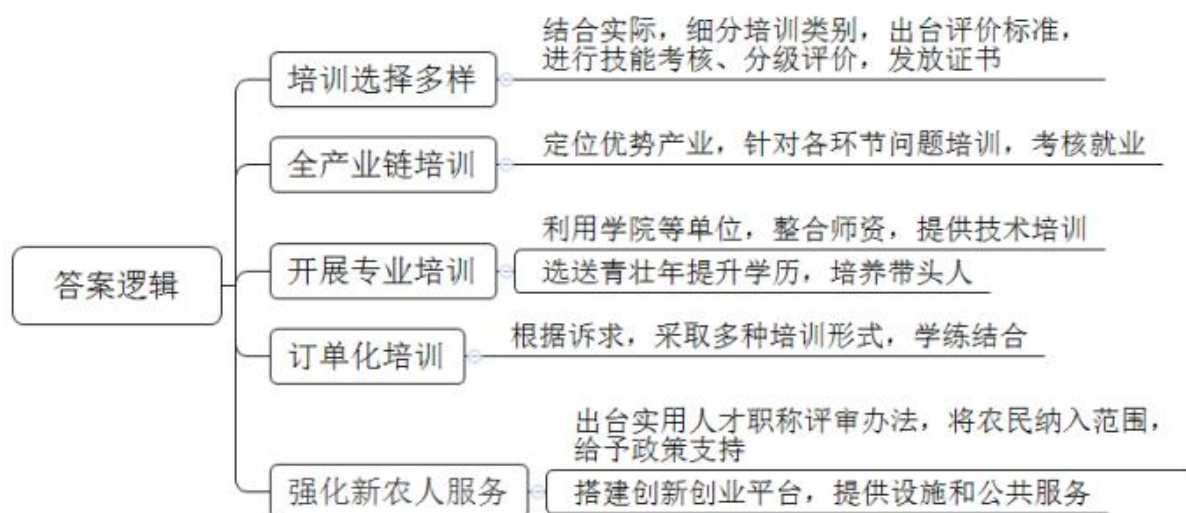 答案逻辑
培训选择多样
结合实际，细分培训类别，出台评价标准，
进行技能考核、分级评价，发放证书
全产业链培训
定位优势产业，针对各环节问题培训，考核就业
开展专业培训
利用学院等单位，整合师资，提供技术培训
选送青壮年提升学历，培养带头人
订单化培训
根据诉求，采取多种培训形式，学练结合
强化新农人服务
出台实用人才职称评审办法，将农民纳入范围，
给予政策支持
搭建创新创业平台，提供设施和公共服务